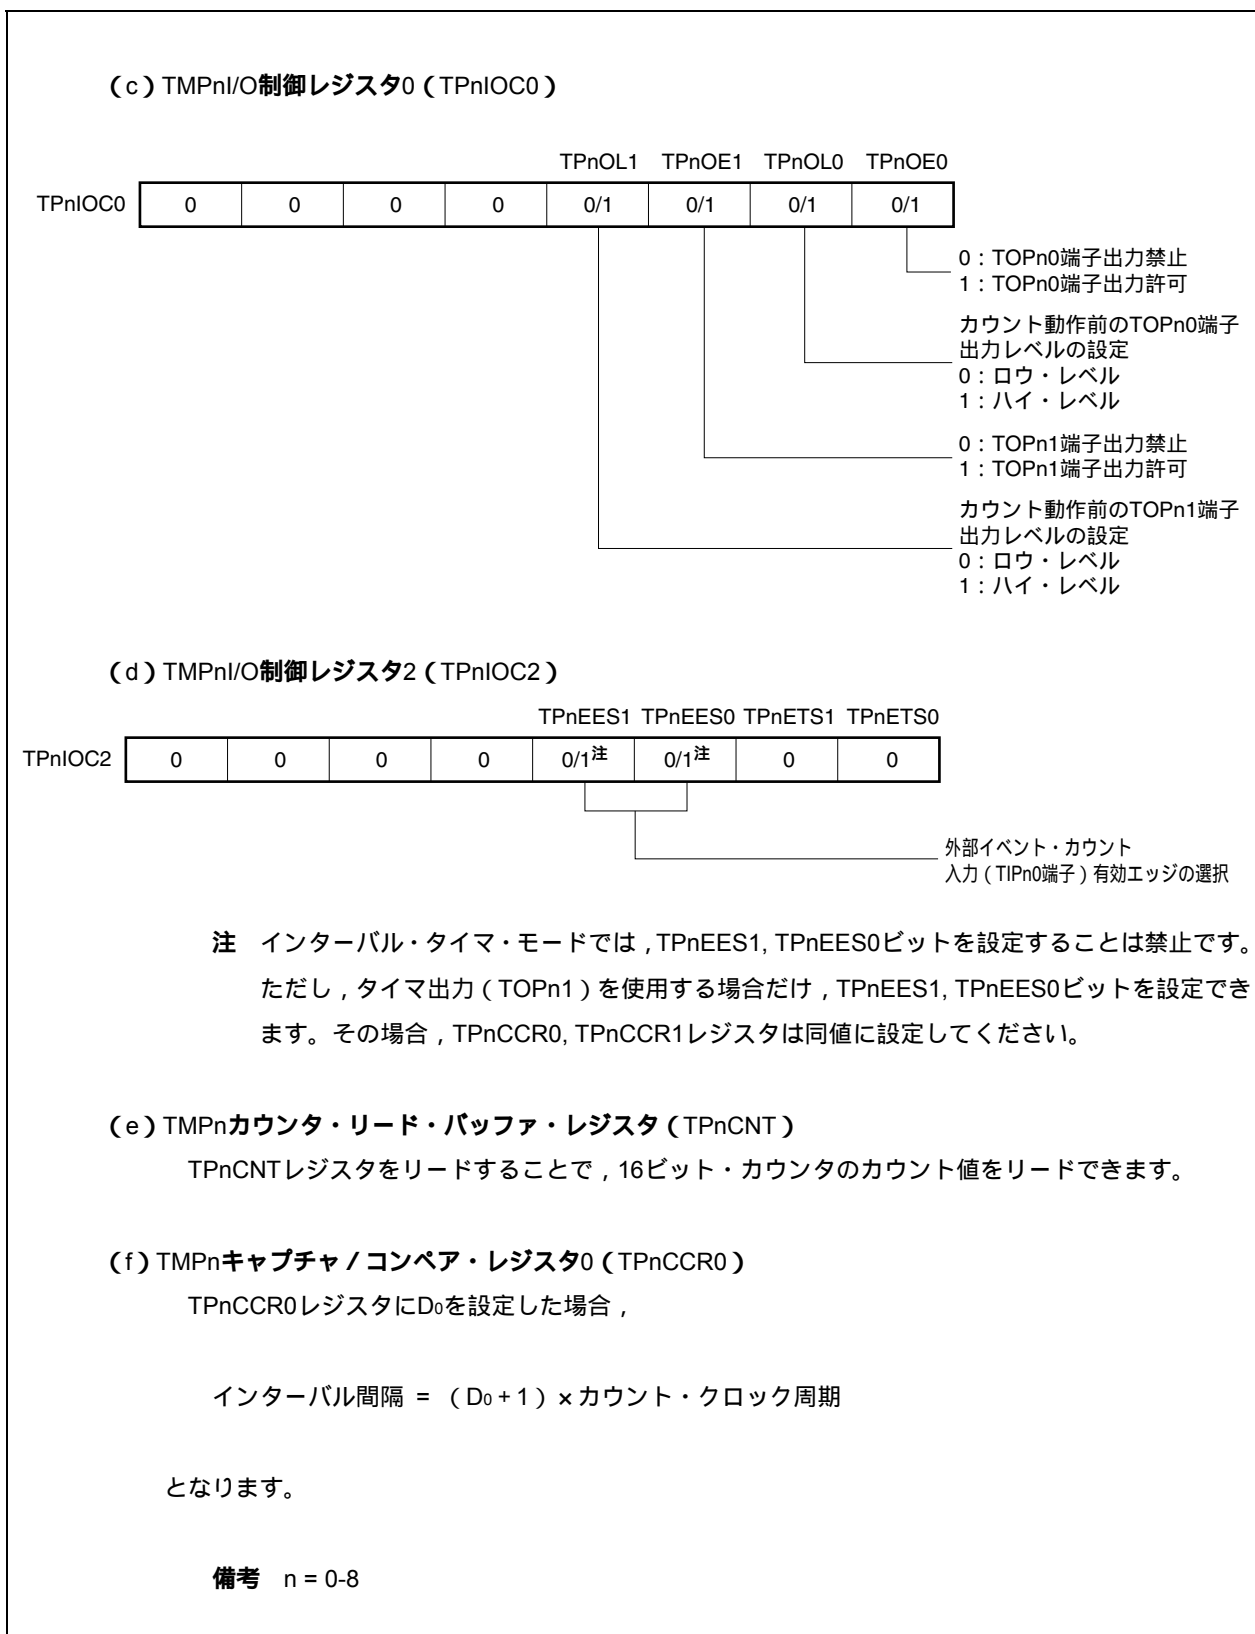 (c) TMPnI/O制御レジスタ0 (TPnIOC0)
TPnOL1 TPnOE1 TPnOL0 TPnOE0
TPnIOC0 0 0 0 0 0/1 0/1 0/1 0/1
0：TOPn0端子出力禁止
1：TOPn0端子出力許可
カウント動作前のTOPn0端子
出力レベルの設定
0：ロウ・レベル
1：ハイ・レベル
0：TOPn1端子出力禁止
1：TOPn1端子出力許可
カウント動作前のTOPn1端子
出力レベルの設定
0：ロウ・レベル
1：ハイ・レベル
(d) TMPnI/O制御レジスタ2 (TPnIOC2)
TPnEES1 TPnEES0 TPnETS1 TPnETS0
TPnIOC2 0 0 0 0 0/1注 0/1注 0 0
外部イベント・カウント
入力（TIPn0端子）有効エッジの選択
注 インターバル・タイマ・モードでは，TPnEES1, TPnEES0ビットを設定することは禁止です。
ただし，タイマ出力（TOPn1）を使用する場合だけ，TPnEES1, TPnEES0ビットを設定でき
ます。その場合，TPnCCR0, TPnCCR1レジスタは同値に設定してください。
(e) TMPnカウンタ・リード・バッファ・レジスタ (TPnCNT)
TPnCNTレジスタをリードすることで，16ビット・カウンタのカウント値をリードできます。
(f) TMPnキャプチャ／コンペア・レジスタ0 (TPnCCR0)
TPnCCR0レジスタにD0を設定した場合，
インターバル間隔 = （D0 + 1）×カウント・クロック周期
となります。
備考 n = 0-8